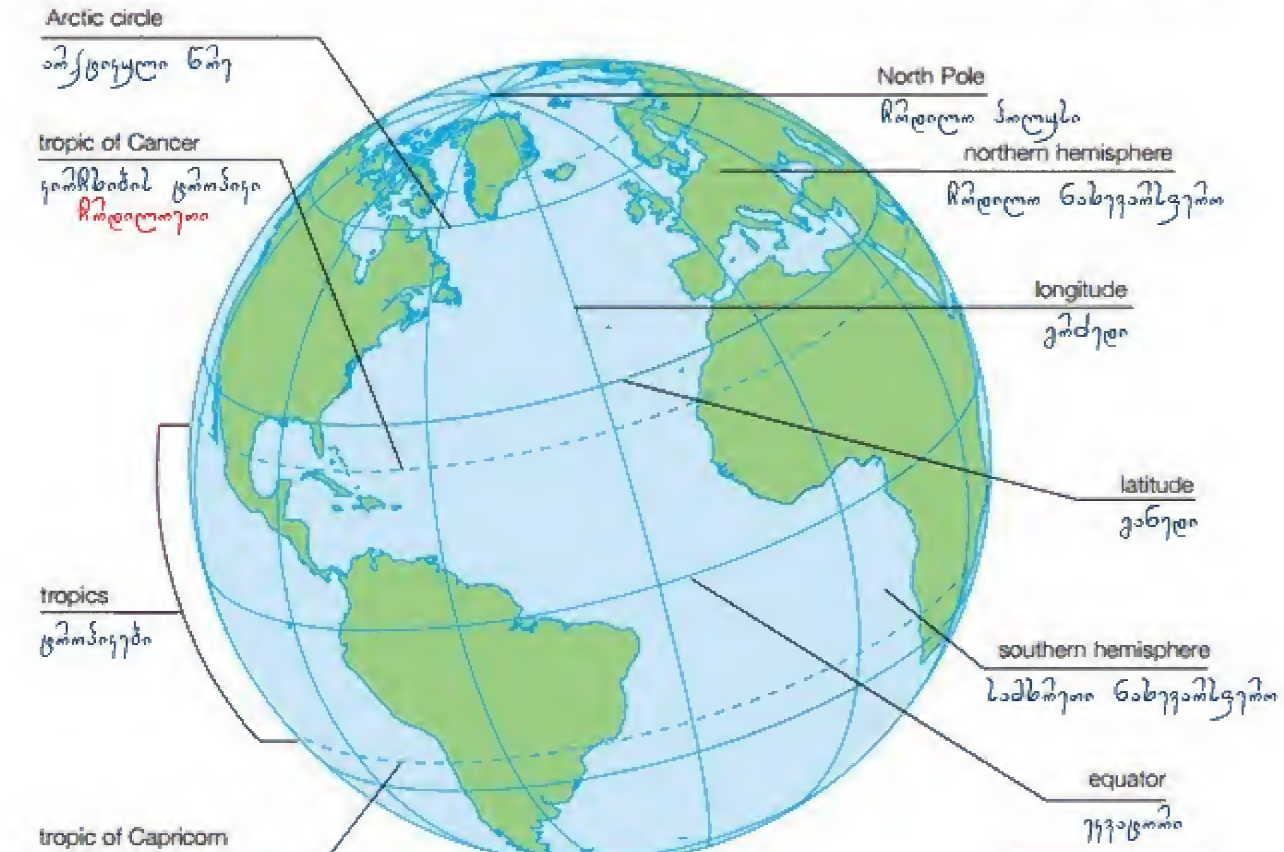 Arctic circle
არქტიკული წრე
North Pole
ჩრდილო პოლუსი
tropic of Cancer
კირჩხიბის ტროპიკი
ჩრდილოეთი
northern hemisphere
ჩრდილო ნახევარსფერო
longitude
გრძედი
latitude
განედი
tropics
ტროპიკები
southern hemisphere
სამხრეთი ნახევარსფერო
equator
ეკვატორი
tropic of Capricorn